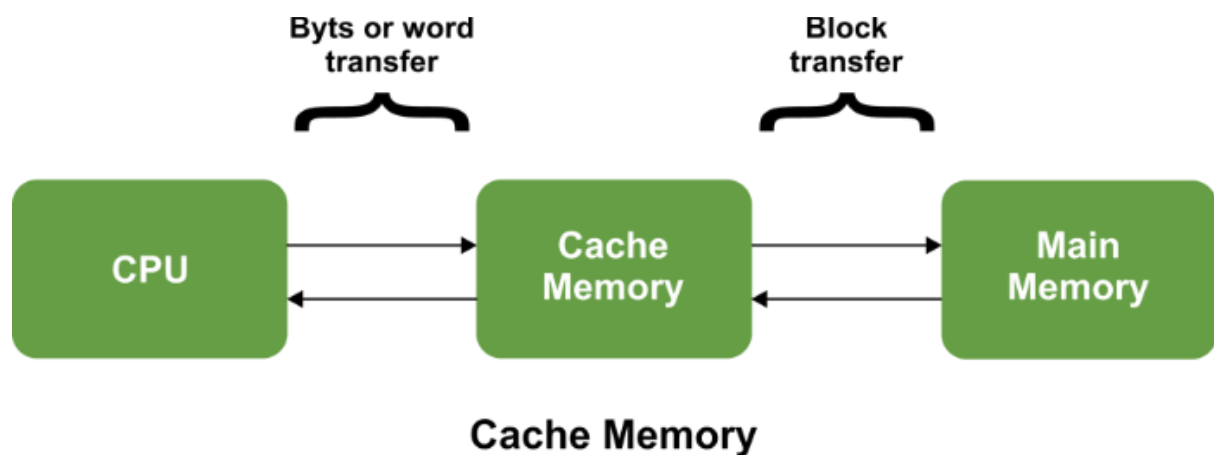 Byts or word
transfer
Block
transfer
CPU
Cache
Memory
Main
Memory
Cache Memory